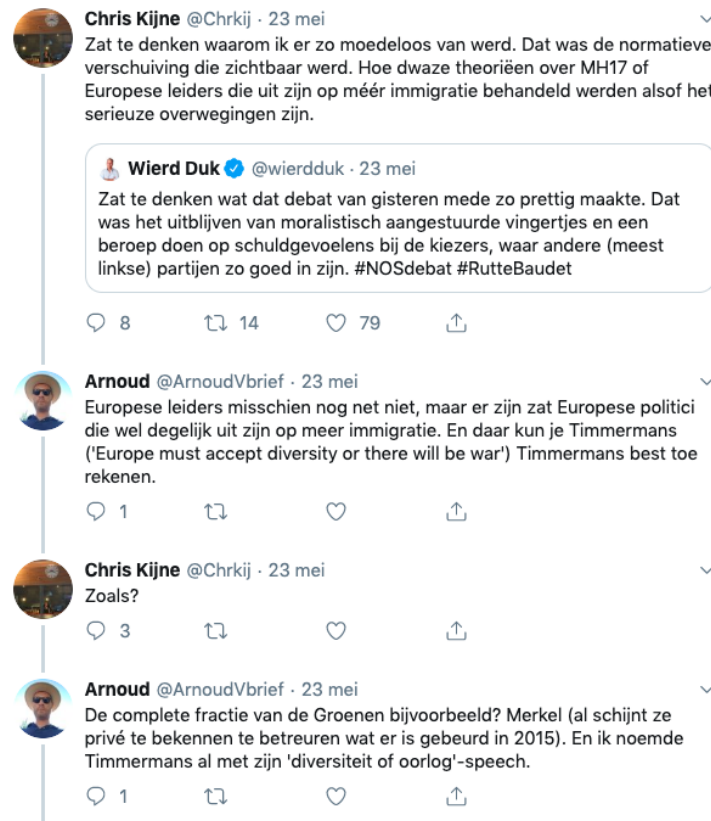 Chris Kijne @Chrkij · 23 mei
Zat te denken waarom ik er zo moedeloos van werd. Dat was de normatieve
verschuiving die zichtbaar werd. Hoe dwaze theoriëen over MH17 of
Europese leiders die uit zijn op méér immigratie behandeld werden alsof het
serieuze overwegingen zijn.
Wierd Duk @wierdduk · 23 mei
Zat te denken wat dat debat van gisteren mede zo prettig maakte. Dat
was het uitblijven van moralistisch aangestuurde vingertjes en een
beroep doen op schuldgevoelens bij de kiezers, waar andere (meest
linkse) partijen zo goed in zijn. #NOSdebat #RutteBaudet
8 14 79
Arnoud @ArnoudVbrief · 23 mei
Europese leiders misschien nog net niet, maar er zijn zat Europese politici
die wel degelijk uit zijn op meer immigratie. En daar kun je Timmermans
('Europe must accept diversity or there will be war') Timmermans best toe
rekenen.
1
Chris Kijne @Chrkij · 23 mei
Zoals?
3
Arnoud @ArnoudVbrief · 23 mei
De complete fractie van de Groenen bijvoorbeeld? Merkel (al schijnt ze
privé te bekennen te betreuren wat er is gebeurd in 2015). En ik noemde
Timmermans al met zijn 'diversiteit of oorlog'-speech.
1